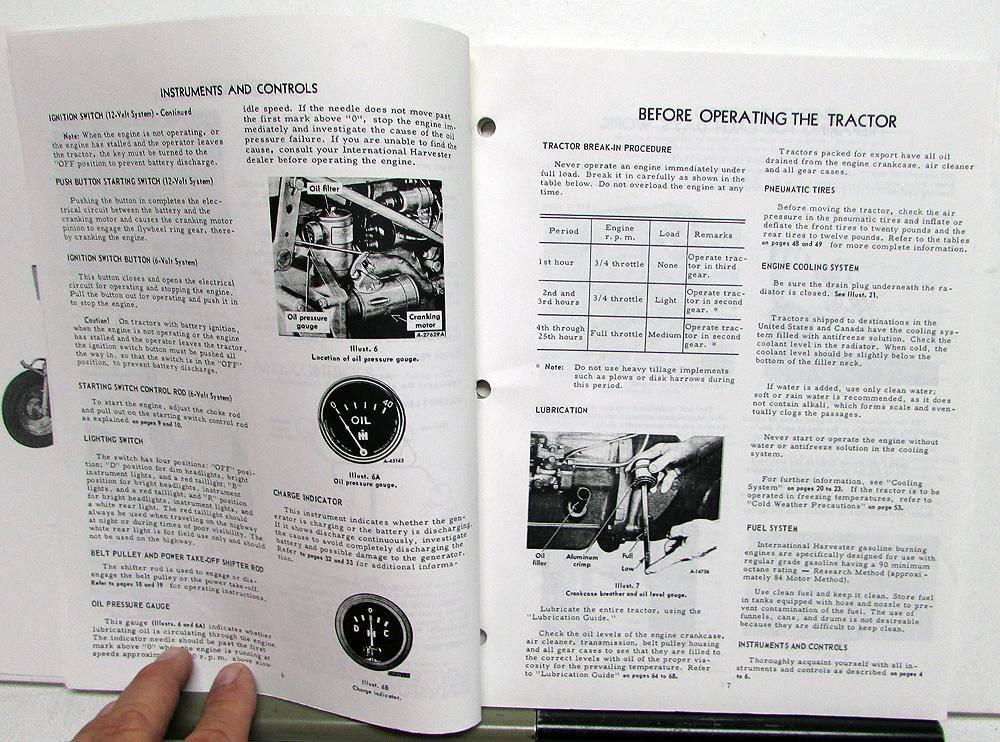 INSTRUMENTS AND CONTROLS
IGNITION SWITCH (12-Volt System) - Continued
Note: When the engine is not operating, or
the engine has stalled and the operator leaves
the tractor, the key must be turned to the
"OFF" position to prevent battery discharge.
PUSH BUTTON STARTING SWITCH (12-Volt System)
Pushing the button in completes the elec-
trical circuit between the battery and the
cranking motor and causes the cranking motor
pinion to engage the flywheel ring gear, there-
by cranking the engine.
IGNITION SWITCH BUTTON (6-Volt System)
This button closes and opens the electrical
circuit for operating and stopping the engine.
Pull the button out for operating and push it in
to stop the engine.
Caution! On tractors with battery ignition,
when the engine is not operating or the engine
has stalled and the operator leaves the tractor,
the ignition switch button must be pushed all
the way in, so that the switch is in the "OFF"
position, to prevent battery discharge.
STARTING SWITCH CONTROL ROD (6-Volt System)
To start the engine, adjust the choke rod
and pull out on the starting switch control rod
as explained on pages 9 and 10.
LIGHTING SWITCH
The switch has four positions: "OFF" posi-
tion; "D" position for dim headlights, bright
instrument lights, and a red taillight; "B"
position for bright headlights, instrument
lights, and a red taillight; and "R" position
for bright headlights, instrument lights, and
a white rear light. The red taillight should
always be used when traveling on the highway
at night or during times of poor visibility. The
white rear light is for field use only and should
not be used on the highway.
BELT PULLEY AND POWER TAKE-OFF SHIFTER ROD
The shifter rod is used to engage or dis-
engage the belt pulley or the power take-off.
Refer to pages 18 and 19 for operating instructions.
OIL PRESSURE GAUGE
This gauge (Illusts. 6 and 6A) indicates whether
lubricating oil is circulating through the engine.
The indicator needle should be past the first
mark above "0" when the engine is running at
speeds r.p.m. above slow
idle speed. If the needle does not move past
the first mark above "0", stop the engine im-
mediately and investigate the cause of the oil
pressure failure. If you are unable to find the
cause, consult your International Harvester
dealer before operating the engine.
Oil filter
Oil pressure
gauge
Cranking
motor
A-27629A
Illust. 6
Location of oil pressure gauge.
0 40
OIL
IH
A-45142
Illust. 6A
Oil pressure gauge.
CHARGE INDICATOR
This instrument indicates whether the gen-
erator is charging or the battery is discharging.
If it shows discharge continuously, investigate
the cause to avoid completely discharging the
battery and possible damage to the generator.
Refer to pages 32 and 33 for additional informa-
tion.
D C
Illust. 6B
Charge indicator.
6
BEFORE OPERATING THE TRACTOR
TRACTOR BREAK-IN PROCEDURE
Never operate an engine immediately under
full load. Break it in carefully as shown in the
table below. Do not overload the engine at any
time.
Period Engine r. p. m. Load Remarks
1st hour 3/4 throttle None Operate trac-
tor in third
gear.
2nd and
3rd hours 3/4 throttle Light Operate trac-
tor in second
gear. *
4th through
25th hours Full throttle Medium Operate trac-
tor in second
gear. *
* Note: Do not use heavy tillage implements
such as plows or disk harrows during
this period.
LUBRICATION
Oil
filter
Aluminum
crimp
Full
Low
A-14736
Illust. 7
Crankcase breather and oil level gauge.
Lubricate the entire tractor, using the
"Lubrication Guide."
Check the oil levels of the engine crankcase,
air cleaner, transmission, belt pulley housing
and all gear cases to see that they are filled to
the correct levels with oil of the proper vis-
cosity for the prevailing temperature. Refer
to "Lubrication Guide" on pages 64 to 68.
Tractors packed for export have all oil
drained from the engine crankcase, air cleaner
and all gear cases.
PNEUMATIC TIRES
Before moving the tractor, check the air
pressure in the pneumatic tires and inflate or
deflate the front tires to twenty pounds and the
rear tires to twelve pounds. Refer to the tables
on pages 48 and 49 for more complete information.
ENGINE COOLING SYSTEM
Be sure the drain plug underneath the ra-
diator is closed. See Illust. 21.
Tractors shipped to destinations in the
United States and Canada have the cooling sys-
tem filled with antifreeze solution. Check the
coolant level in the radiator. When cold, the
coolant level should be slightly below the
bottom of the filler neck.
If water is added, use only clean water;
soft or rain water is recommended, as it does
not contain alkali, which forms scale and even-
tually clogs the passages.
Never start or operate the engine without
water or antifreeze solution in the cooling
system.
For further information, see "Cooling
System" on pages 20 to 23. If the tractor is to be
operated in freezing temperatures, refer to
"Cold Weather Precautions" on page 53.
FUEL SYSTEM
International Harvester gasoline burning
engines are specifically designed for use with
regular grade gasoline having a 90 minimum
octane rating — Research Method (approxi-
mately 84 Motor Method).
Use clean fuel and keep it clean. Store fuel
in tanks equipped with hose and nozzle to pre-
vent contamination of the fuel. The use of
funnels, cans, and drums is not desirable
because they are difficult to keep clean.
INSTRUMENTS AND CONTROLS
Thoroughly acquaint yourself with all in-
struments and controls as described on pages 4
to 6.
7